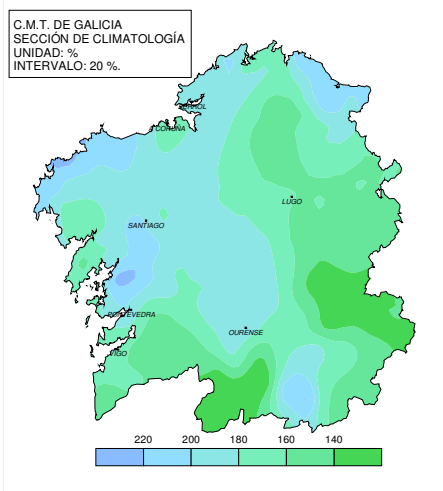 C.M.T. DE GALICIA
SECCIÓN DE CLIMATOLOGÍA
UNIDAD: %
INTERVALO: 20 %.
FERROL
A CORUÑA
LUGO
SANTIAGO
PONTEVEDRA
OURENSE
VIGO
220 200 180 160 140